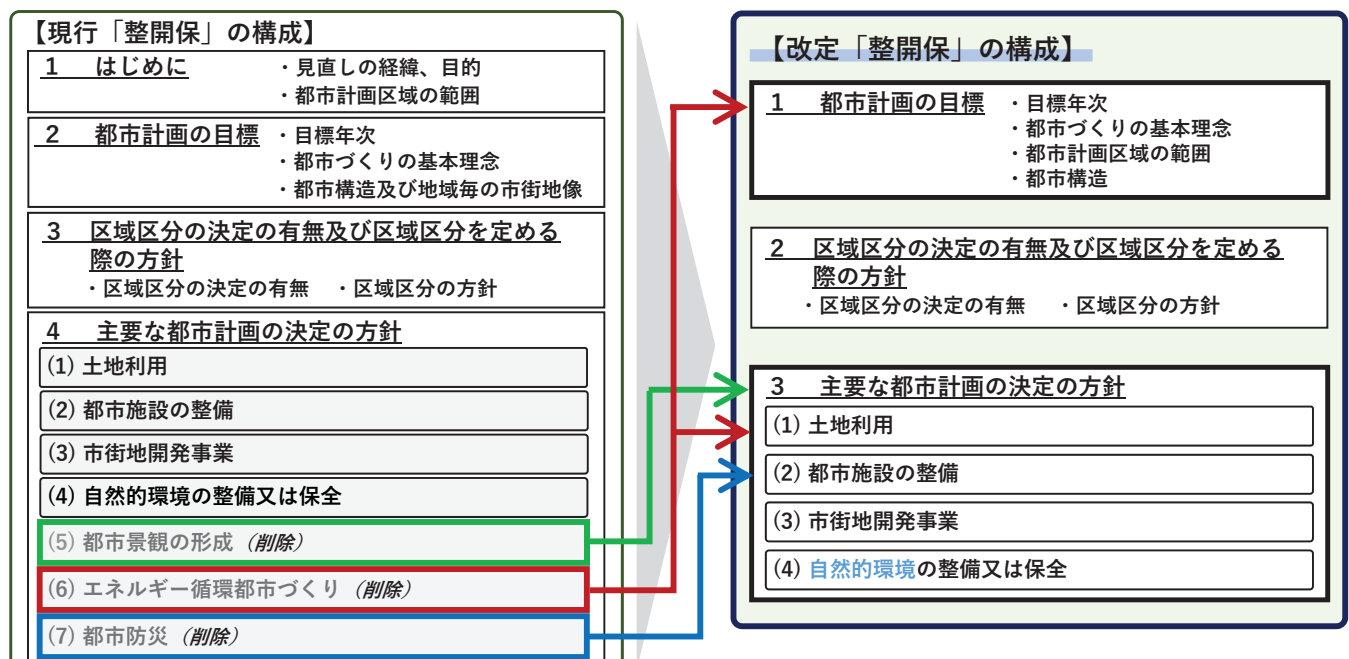 【現行「整開保」の構成】
1 はじめに ・見直しの経緯、目的
・都市計画区域の範囲
2 都市計画の目標 ・目標年次
・都市づくりの基本理念
・都市構造及び地域毎の市街地像
3 区域区分の決定の有無及び区域区分を定める
際の方針
・区域区分の決定の有無 ・区域区分の方針
4 主要な都市計画の決定の方針
(1) 土地利用
(2) 都市施設の整備
(3) 市街地開発事業
(4) 自然的環境の整備又は保全
(5) 都市景観の形成（削除）
(6) エネルギー循環都市づくり（削除）
(7) 都市防災（削除）
【改定「整開保」の構成】
1 都市計画の目標 ・目標年次
・都市づくりの基本理念
・都市計画区域の範囲
・都市構造
2 区域区分の決定の有無及び区域区分を定める
際の方針
・区域区分の決定の有無 ・区域区分の方針
3 主要な都市計画の決定の方針
(1) 土地利用
(2) 都市施設の整備
(3) 市街地開発事業
(4) 自然的環境の整備又は保全